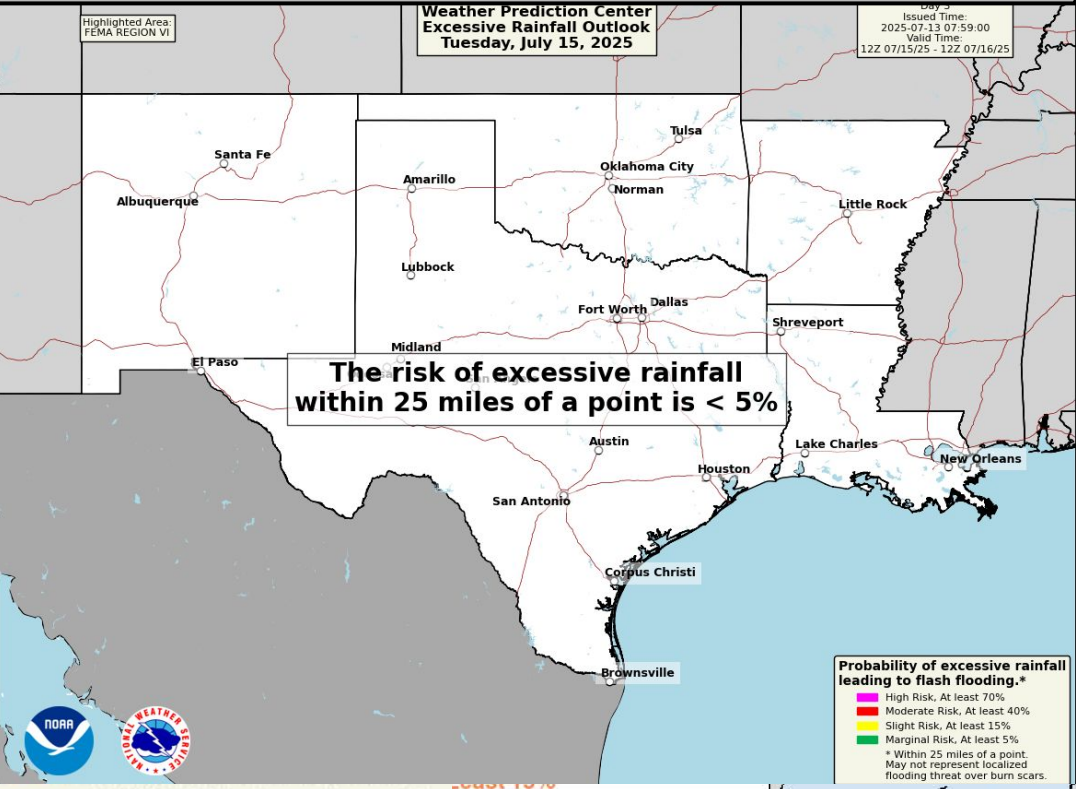 Highlighted Area:
FEMA REGION VI
Weather Prediction Center
Excessive Rainfall Outlook
Tuesday, July 15, 2025
Day 3
Issued Time:
2025-07-13 07:59:00
Valid Time:
12Z 07/15/25 - 12Z 07/16/25
Tulsa
Santa Fe
Oklahoma City
Amarillo
Norman
Albuquerque
Little Rock
Lubbock
Dallas
Fort Worth
Shreveport
Midland
El Paso
The risk of excessive rainfall
within 25 miles of a point is < 5%
San Angelo
Austin
Lake Charles
New Orleans
Houston
San Antonio
Corpus Christi
Brownsville
Probability of excessive rainfall
leading to flash flooding.*
High Risk, At least 70%
Moderate Risk, At least 40%
Slight Risk, At least 15%
Marginal Risk, At least 5%
* Within 25 miles of a point.
May not represent localized
flooding threat over burn scars.
NOAA
NATIONAL WEATHER SERVICE